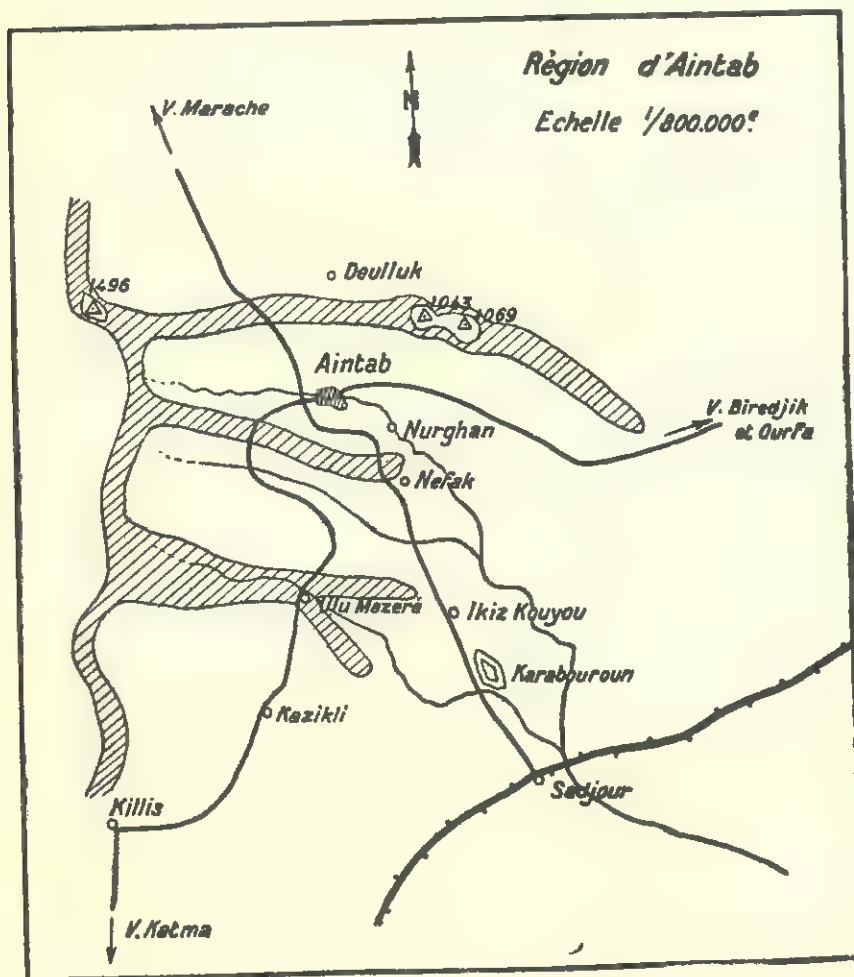 Région d'Aintab
Echelle 1/800.000e
N
V. Marache
Deulluk
1496
1043
1069
Aintab
Nurghan
V. Biredjik
et Ourfa
Nefak
Ulu Mazera
Ikiz Kouyou
Karabouroun
Kazikli
Sadjour
Killis
V. Katma